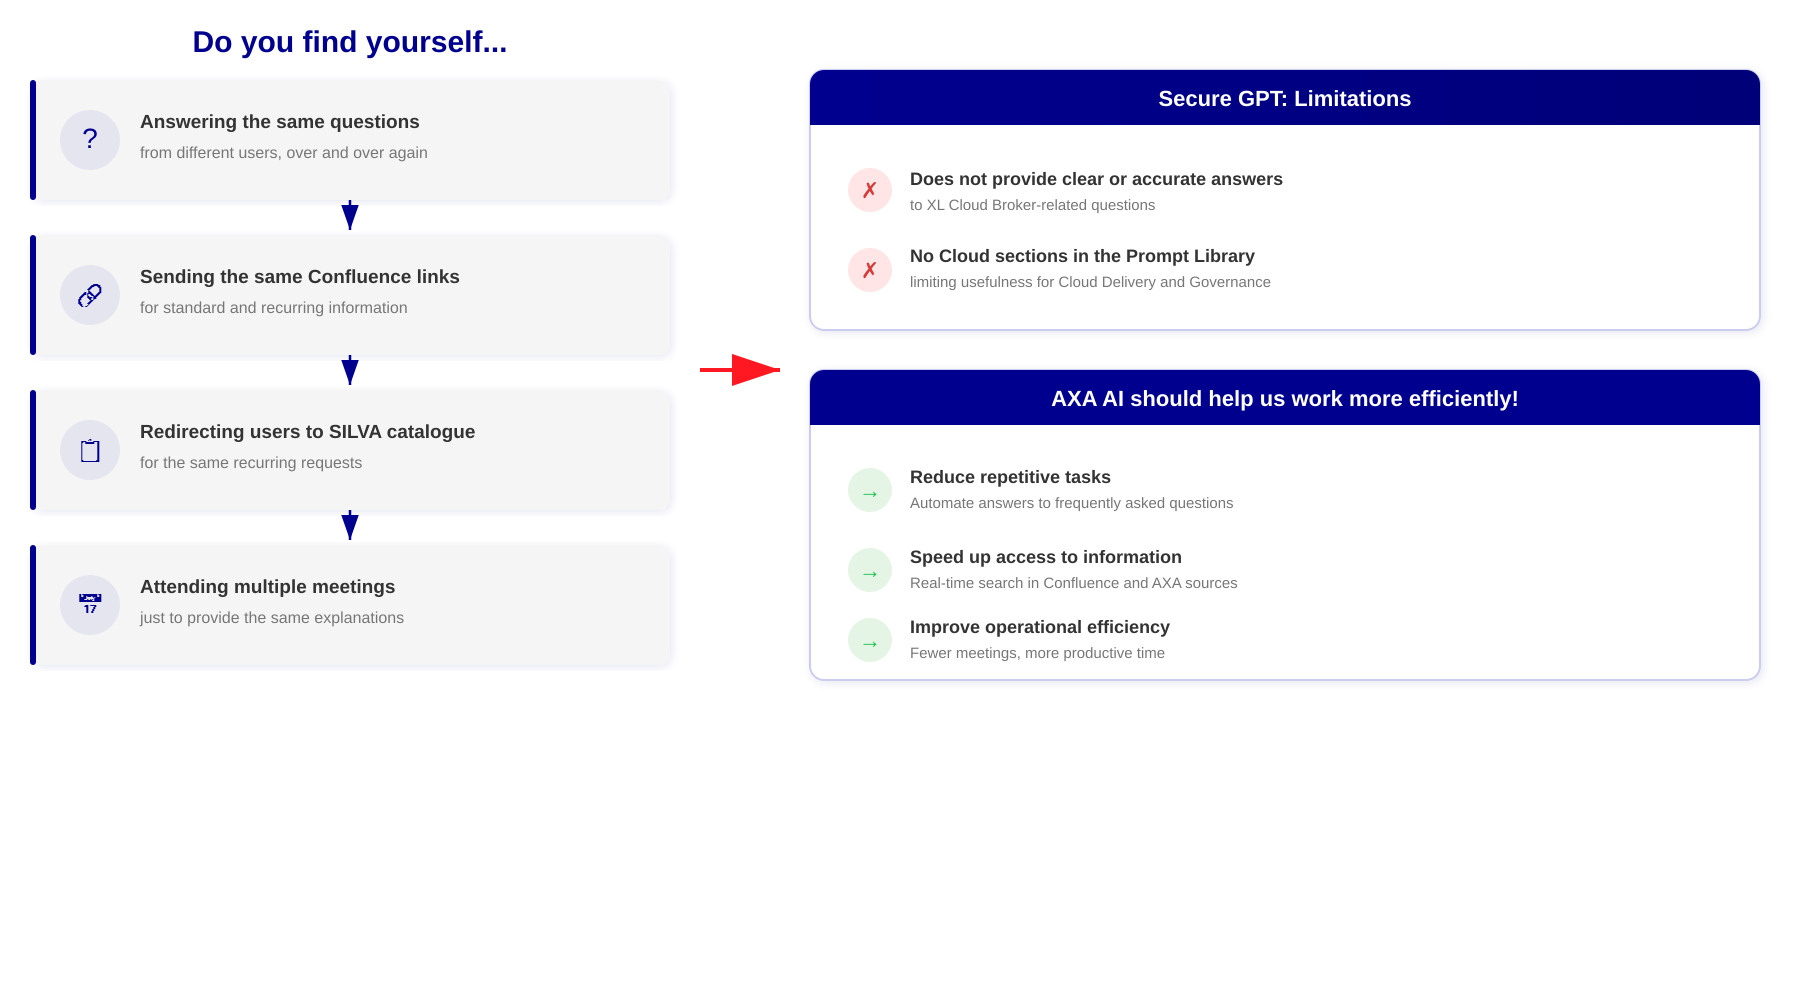 Do you find yourself...
?
Answering the same questions
from different users, over and over again
Sending the same Confluence links
for standard and recurring information
Redirecting users to SILVA catalogue
for the same recurring requests
July
17
Attending multiple meetings
just to provide the same explanations
Secure GPT: Limitations
✗
Does not provide clear or accurate answers
to XL Cloud Broker-related questions
✗
No Cloud sections in the Prompt Library
limiting usefulness for Cloud Delivery and Governance
AXA AI should help us work more efficiently!
→
Reduce repetitive tasks
Automate answers to frequently asked questions
→
Speed up access to information
Real-time search in Confluence and AXA sources
→
Improve operational efficiency
Fewer meetings, more productive time